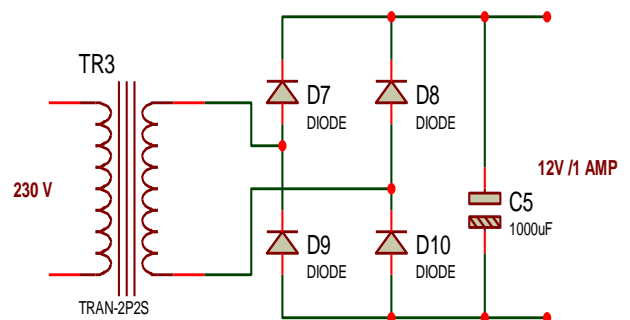 TR3
D7
DIODE
D8
DIODE
230 V
12V /1 AMP
C5
1000uF
D9
DIODE
D10
DIODE
TRAN-2P2S